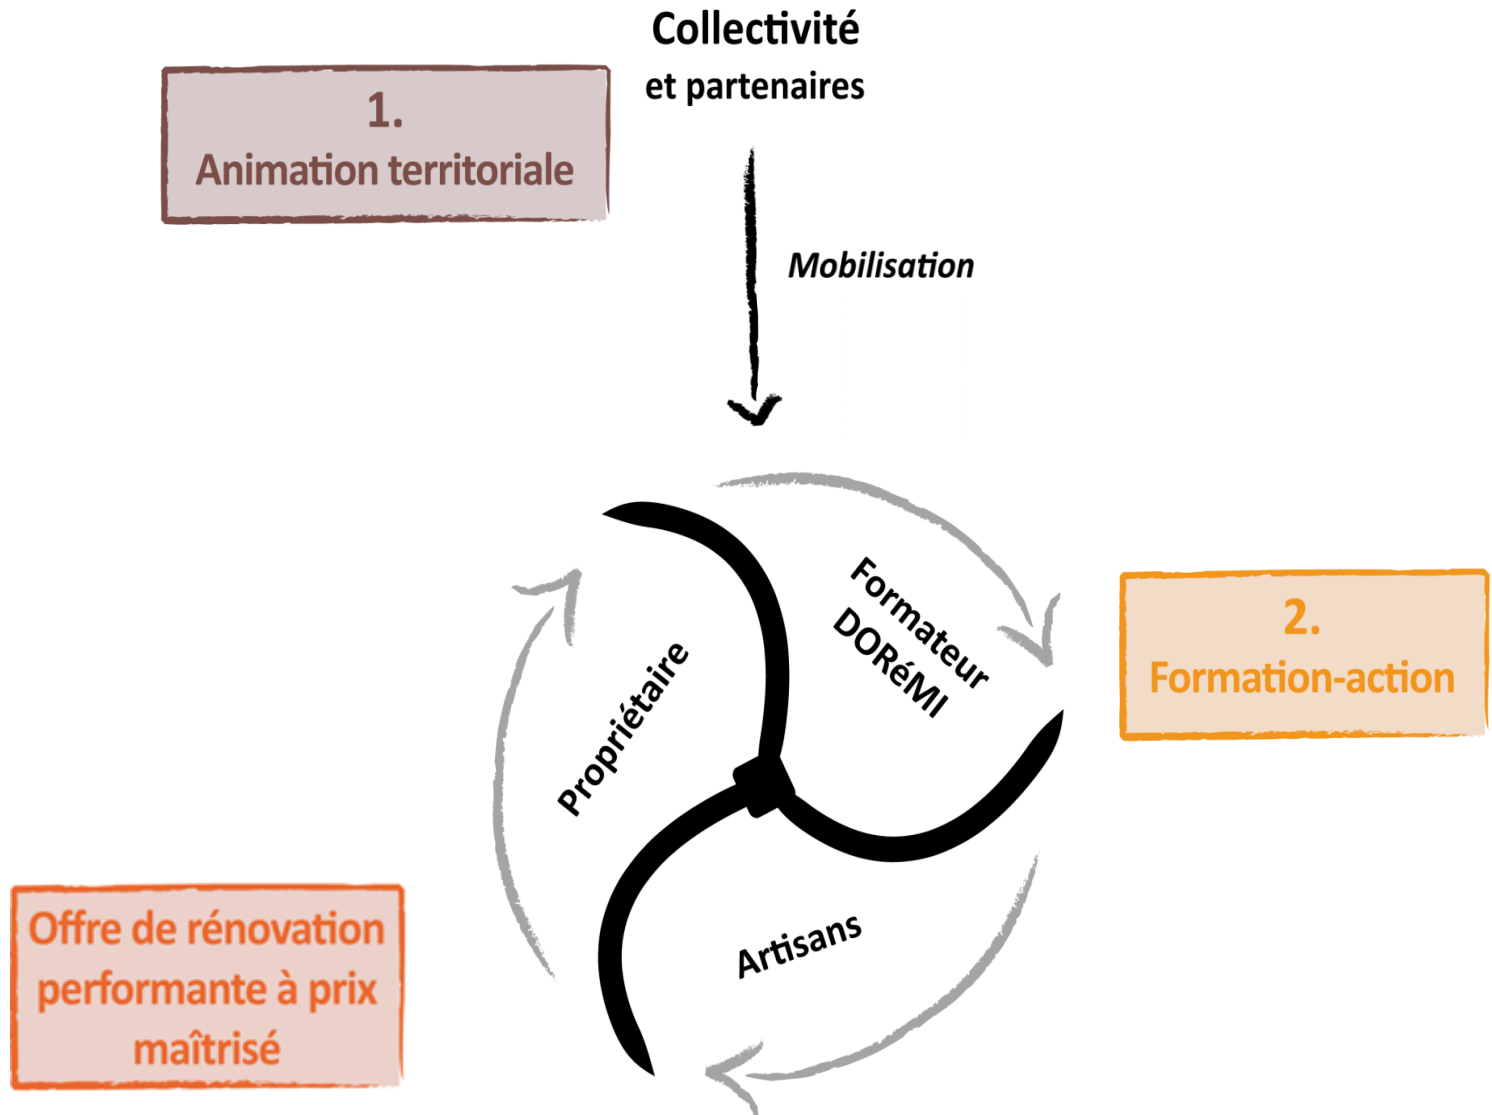 Collectivité
et partenaires
1.
Animation territoriale
Mobilisation
Formateur
DORéMI
2.
Formation-action
Propriétaire
Artisans
Offre de rénovation
performante à prix
maîtrisé